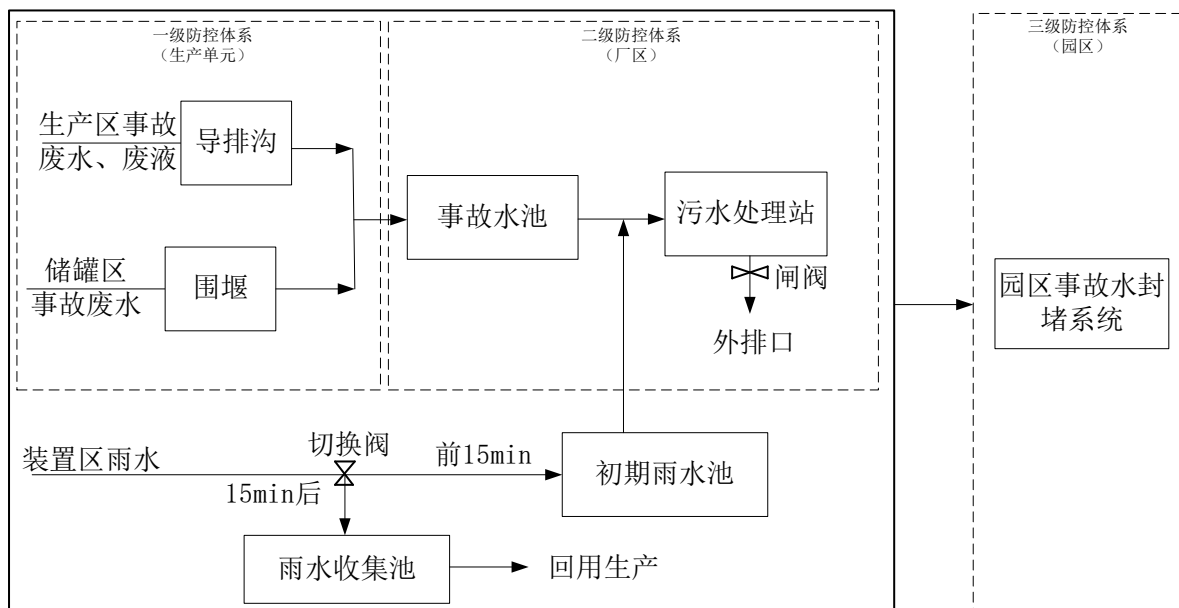 一级防控体系
（生产单元）
二级防控体系
（厂区）
三级防控体系
（园区）
生产区事故
废水、废液
导排沟
事故水池
污水处理站
储罐区
事故废水
围堰
闸阀
外排口
园区事故水封
堵系统
装置区雨水
切换阀
前15min
15min后
初期雨水池
雨水收集池
回用生产